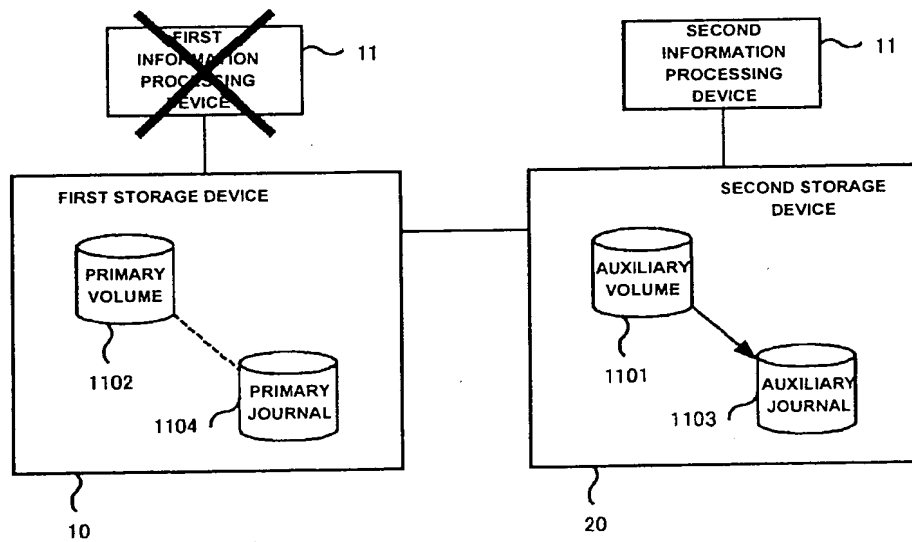 FIRST
INFORMATION
PROCESSING
DEVICE
11
SECOND
INFORMATION
PROCESSING
DEVICE
11
FIRST STORAGE DEVICE
PRIMARY
VOLUME
1102
PRIMARY
JOURNAL
1104
10
SECOND STORAGE
DEVICE
AUXILIARY
VOLUME
1101
AUXILIARY
JOURNAL
1103
20